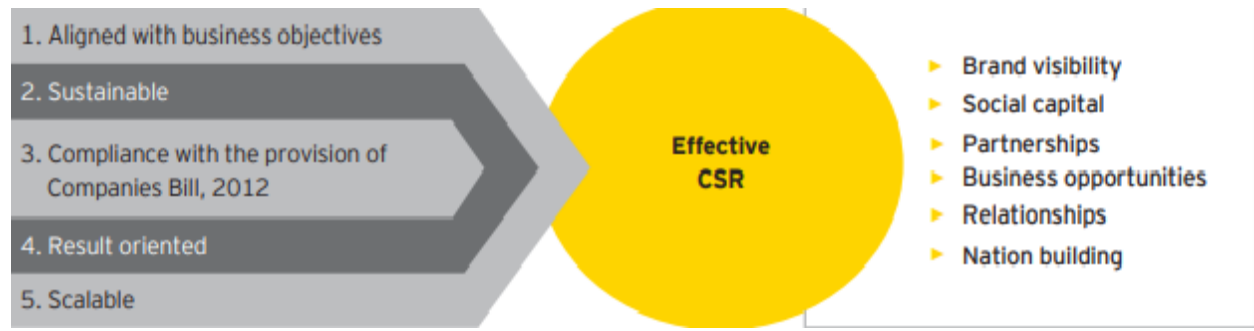 1. Aligned with business objectives
2. Sustainable
3. Compliance with the provision of
Companies Bill, 2012
4. Result oriented
5. Scalable
Effective
CSR
Brand visibility
Social capital
Partnerships
Business opportunities
Relationships
Nation building